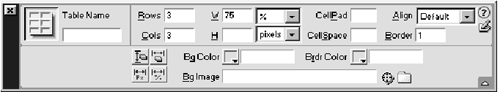 Table Name Rows 3 W 75 % CellPad Align Default ?
Cols 3 H pixels CellSpace Border 1
Bg Color Brdr Color
Bg Image